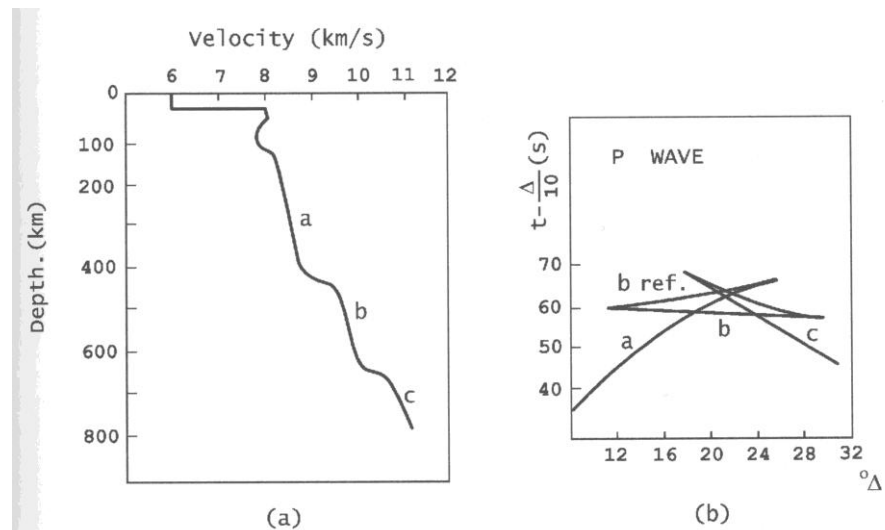 Velocity (km/s)
6 7 8 9 10 11 12
0
100
200
400
600
800
Depth.(km)
a
b
c
(a)
P WAVE
t-Δ/10 (s)
70
60
50
40
b ref.
a
b
c
12 16 20 24 28 32
°Δ
(b)